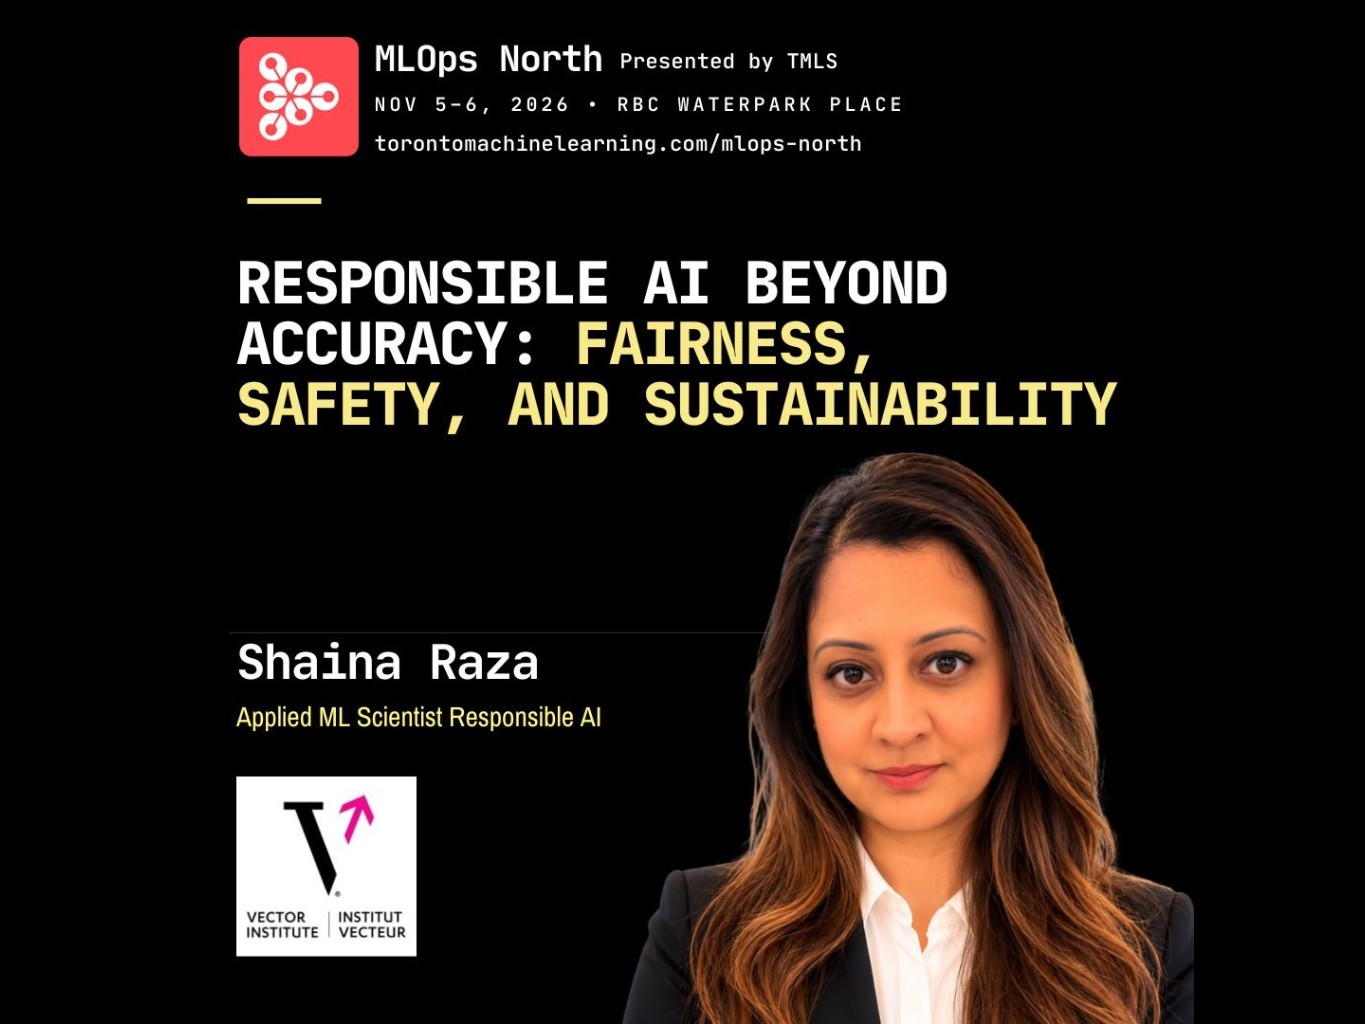 MLOps North Presented by TMLS
NOV 5–6, 2026 • RBC WATERPARK PLACE
torontomachinelearning.com/mlops-north
RESPONSIBLE AI BEYOND
ACCURACY: FAIRNESS,
SAFETY, AND SUSTAINABILITY
Shaina Raza
Applied ML Scientist Responsible AI
V
VECTOR INSTITUTE | INSTITUT VECTEUR